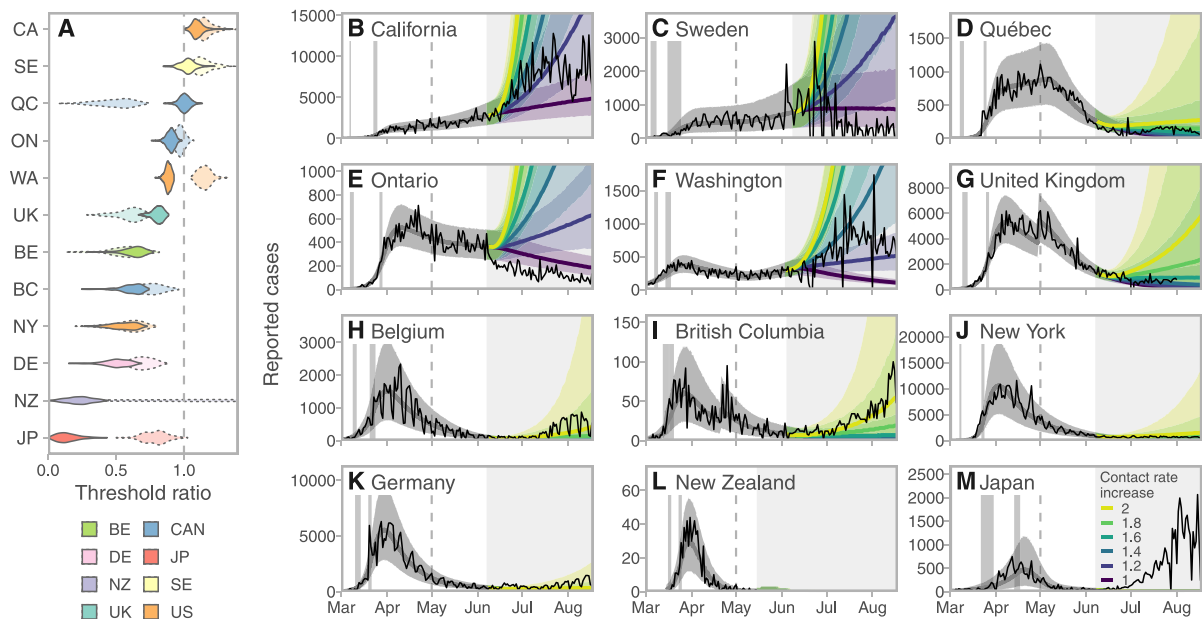 A
CA
SE
QC
ON
WA
UK
BE
BC
NY
DE
NZ
JP
0.0 0.5 1.0
Threshold ratio
BE CAN
DE JP
NZ SE
UK US
Reported cases
B California
15000
10000
5000
0
C Sweden
3000
2000
1000
0
D Québec
1500
1000
500
0
E Ontario
1000
800
600
400
200
0
F Washington
1500
1000
500
0
G United Kingdom
8000
6000
4000
2000
0
H Belgium
3000
2000
1000
0
I British Columbia
150
100
50
0
J New York
20000
15000
10000
5000
0
K Germany
10000
5000
0
Mar Apr May Jun Jul Aug
L New Zealand
60
40
20
0
Mar Apr May Jun Jul Aug
M Japan
2500
2000
1500
1000
500
0
Contact rate
increase
2
1.8
1.6
1.4
1.2
1
Mar Apr May Jun Jul Aug